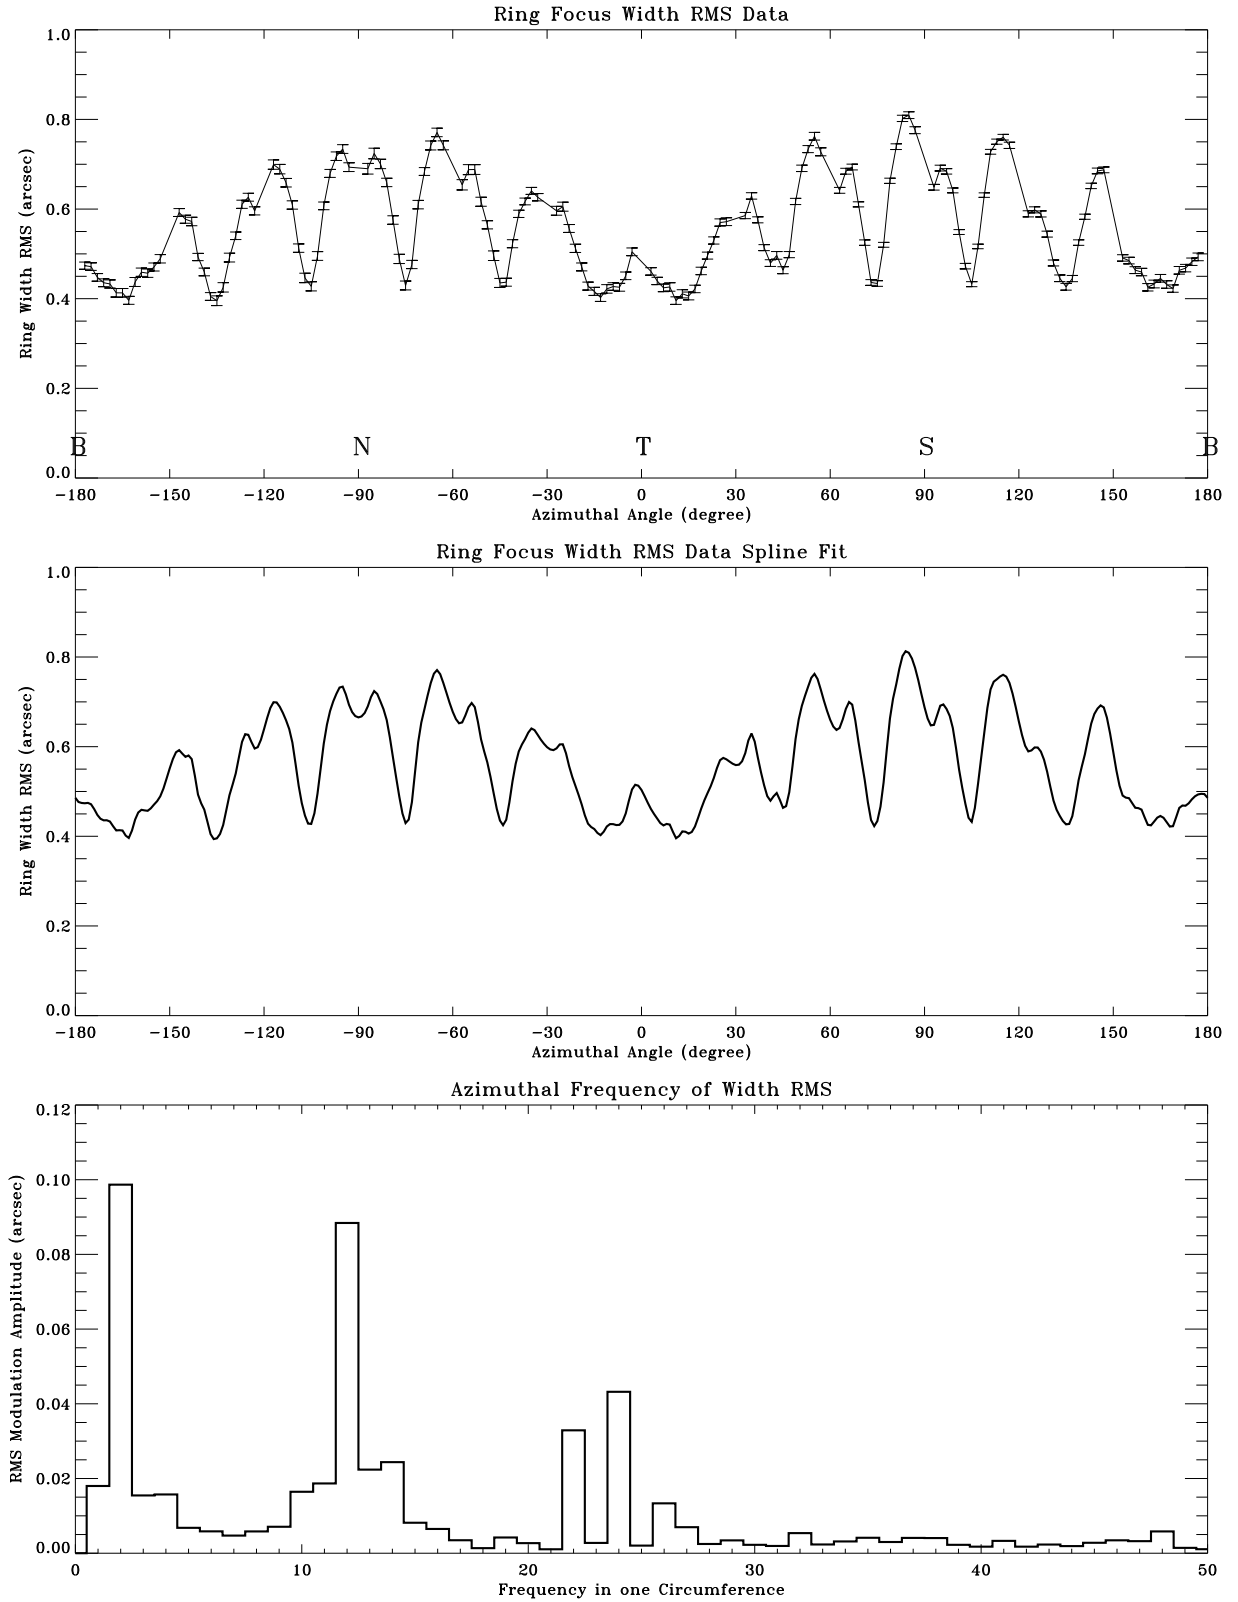 Ring Focus Width RMS Data
1.0
0.8
0.6
0.4
0.2
0.0
Ring Width RMS (arcsec)
B N T S B
−180 −150 −120 −90 −60 −30 0 30 60 90 120 150 180
Azimuthal Angle (degree)
Ring Focus Width RMS Data Spline Fit
1.0
0.8
0.6
0.4
0.2
0.0
Ring Width RMS (arcsec)
−180 −150 −120 −90 −60 −30 0 30 60 90 120 150 180
Azimuthal Angle (degree)
Azimuthal Frequency of Width RMS
0.12
0.10
0.08
0.06
0.04
0.02
0.00
RMS Modulation Amplitude (arcsec)
0 10 20 30 40 50
Frequency in one Circumference